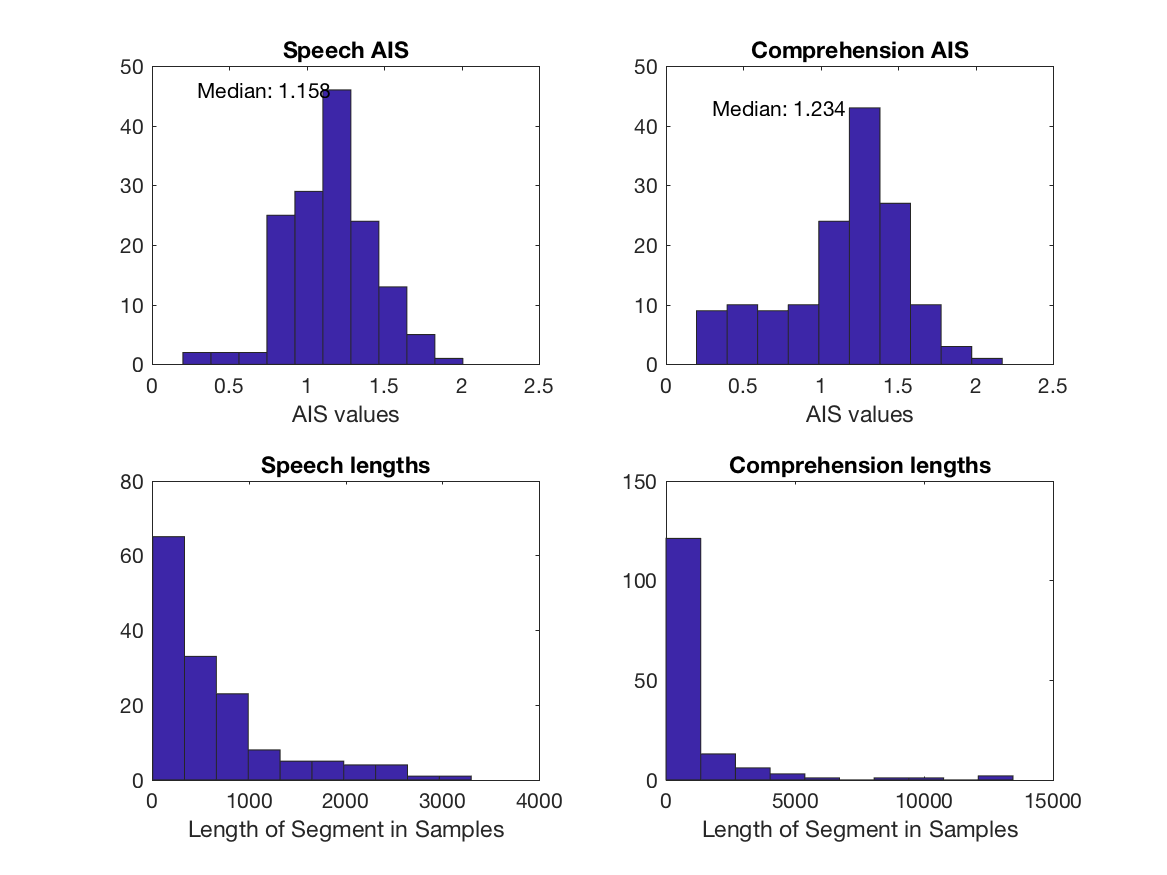 Speech AIS
50
40
30
20
10
0
Median: 1.158
0 0.5 1 1.5 2 2.5
AIS values
Comprehension AIS
50
40
30
20
10
0
Median: 1.234
0 0.5 1 1.5 2 2.5
AIS values
Speech lengths
80
60
40
20
0
0 1000 2000 3000 4000
Length of Segment in Samples
Comprehension lengths
150
100
50
0
0 5000 10000 15000
Length of Segment in Samples